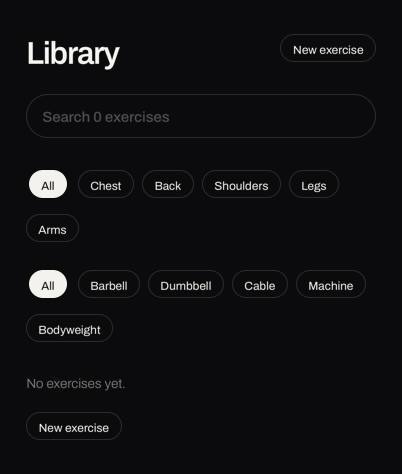 Library
New exercise
Search 0 exercises
All Chest Back Shoulders Legs
Arms
All Barbell Dumbbell Cable Machine
Bodyweight
No exercises yet.
New exercise